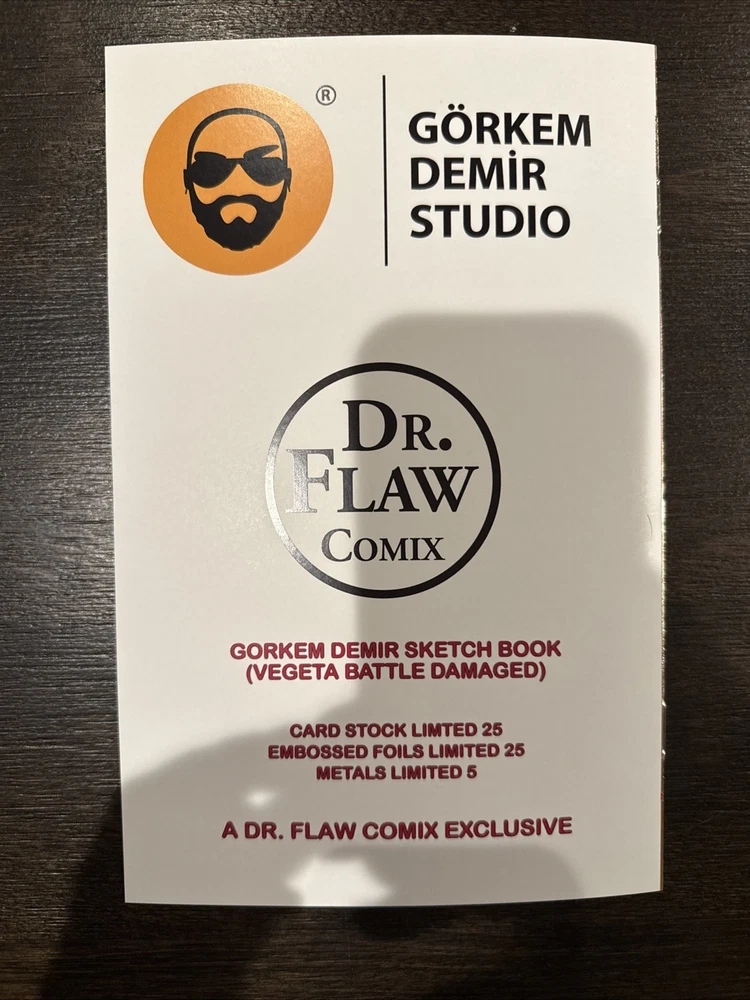 ®
GÖRKEM
DEMİR
STUDIO
DR.
FLAW
COMIX
GORKEM DEMIR SKETCH BOOK
(VEGETA BATTLE DAMAGED)
CARD STOCK LIMTED 25
EMBOSSED FOILS LIMITED 25
METALS LIMITED 5
A DR. FLAW COMIX EXCLUSIVE